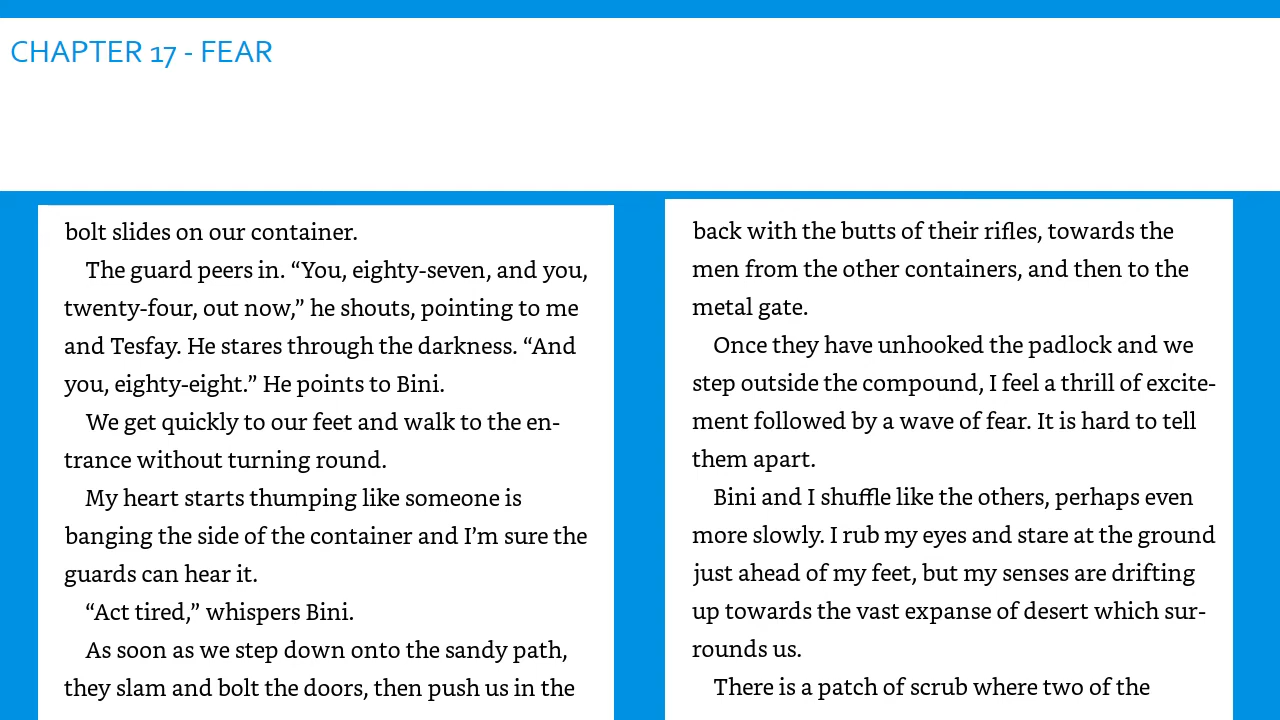 CHAPTER 17 - FEAR
bolt slides on our container.
The guard peers in. “You, eighty-seven, and you,
twenty-four, out now,” he shouts, pointing to me
and Tesfay. He stares through the darkness. “And
you, eighty-eight.” He points to Bini.
We get quickly to our feet and walk to the en-
trance without turning round.
My heart starts thumping like someone is
banging the side of the container and I’m sure the
guards can hear it.
“Act tired,” whispers Bini.
As soon as we step down onto the sandy path,
they slam and bolt the doors, then push us in the
back with the butts of their rifles, towards the
men from the other containers, and then to the
metal gate.
Once they have unhooked the padlock and we
step outside the compound, I feel a thrill of excite-
ment followed by a wave of fear. It is hard to tell
them apart.
Bini and I shuffle like the others, perhaps even
more slowly. I rub my eyes and stare at the ground
just ahead of my feet, but my senses are drifting
up towards the vast expanse of desert which sur-
rounds us.
There is a patch of scrub where two of the